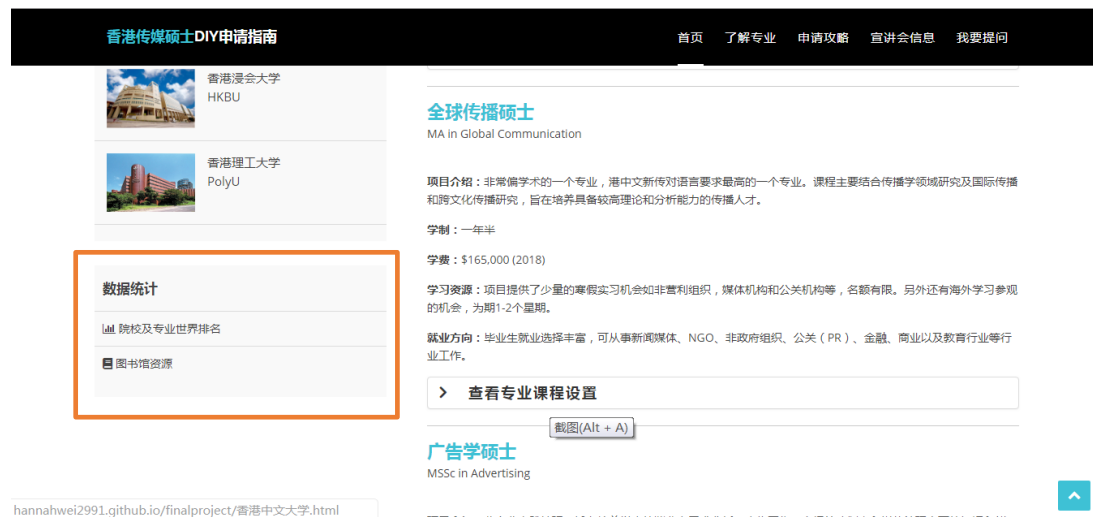 香港传媒硕士DIY申请指南
首页 了解专业 申请攻略 宣讲会信息 我要提问
香港浸会大学
HKBU
香港理工大学
PolyU
数据统计
院校及专业世界排名
图书馆资源
全球传播硕士
MA in Global Communication
项目介绍：非常偏学术的一个专业，港中文新传对语言要求最高的一个专业。课程主要结合传播学领域研究及国际传播
和跨文化传播研究，旨在培养具备较高理论和分析能力的传播人才。
学制：一年半
学费：$165,000 (2018)
学习资源：项目提供了少量的寒假实习机会如非营利组织，媒体机构和公关机构等，名额有限。另外还有海外学习参观
的机会，为期1-2个星期。
就业方向：毕业生就业选择丰富，可从事新闻媒体、NGO、非政府组织、公关（PR）、金融、商业以及教育行业等行
业工作。
查看专业课程设置
截图(Alt + A)
广告学硕士
MSSc in Advertising
hannahwei2991.github.io/finalproject/香港中文大学.html